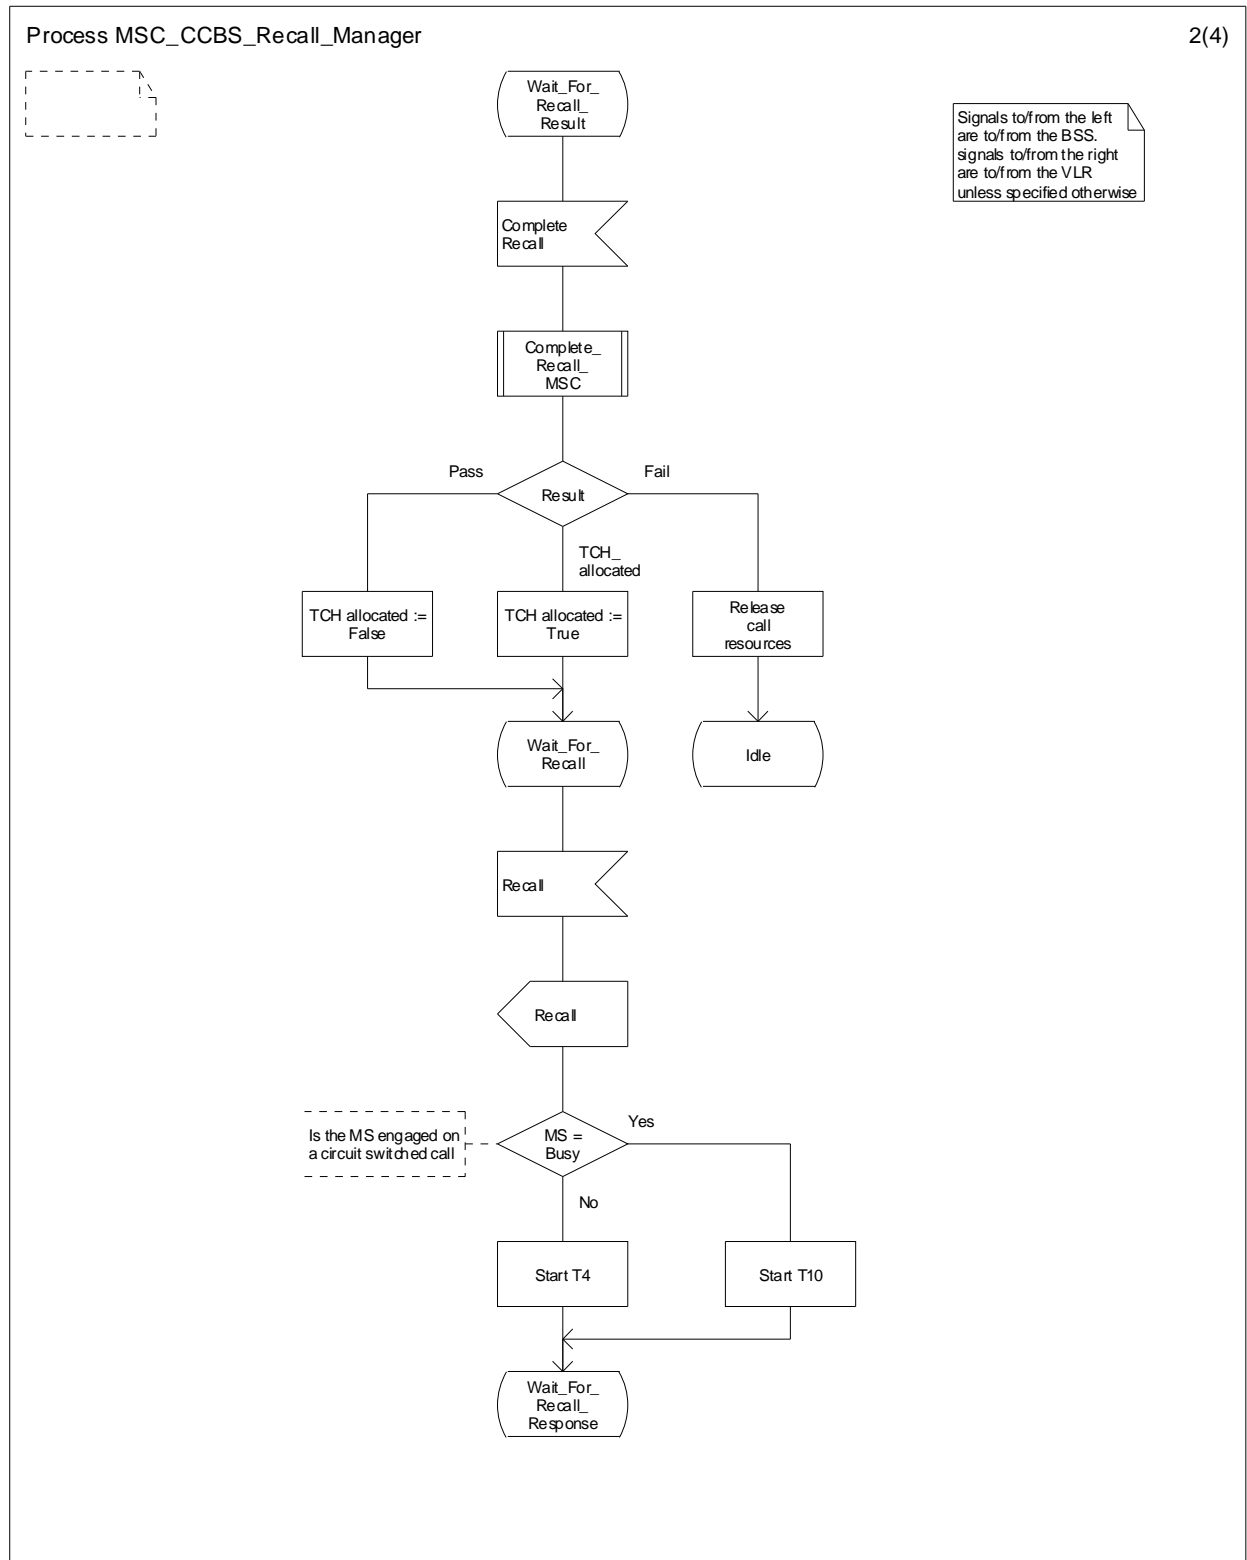 Process MSC_CCBS_Recall_Manager
2(4)
Wait_For_
Recall_
Result
Signals to/from the left
are to/from the BSS.
signals to/from the right
are to/from the VLR
unless specified otherwise
Complete
Recall
Complete_
Recall_
MSC
Pass
Fail
Result
TCH_
allocated
TCH allocated :=
False
TCH allocated :=
True
Release
call
resources
Wait_For_
Recall
Idle
Recall
Recall
Is the MS engaged on
a circuit switched call
MS =
Busy
Yes
No
Start T4
Start T10
Wait_For_
Recall_
Response